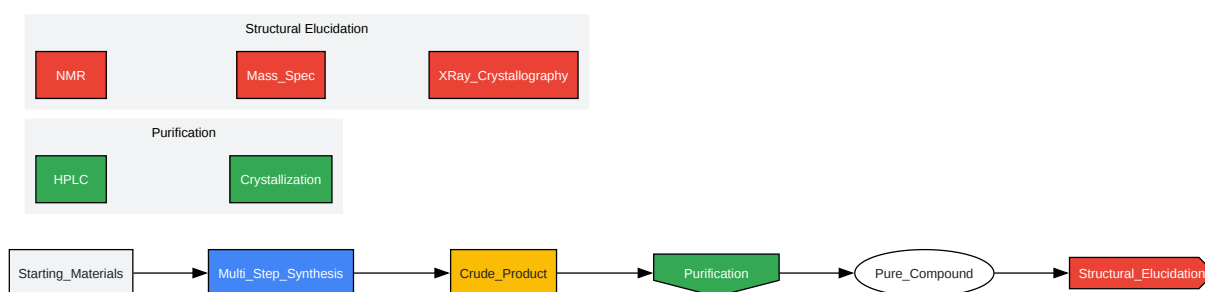 Structural Elucidation
NMR
Mass_Spec
XRay_Crystallography
Purification
HPLC
Crystallization
Starting_Materials
Multi_Step_Synthesis
Crude_Product
Purification
Pure_Compound
Structural_Elucidation